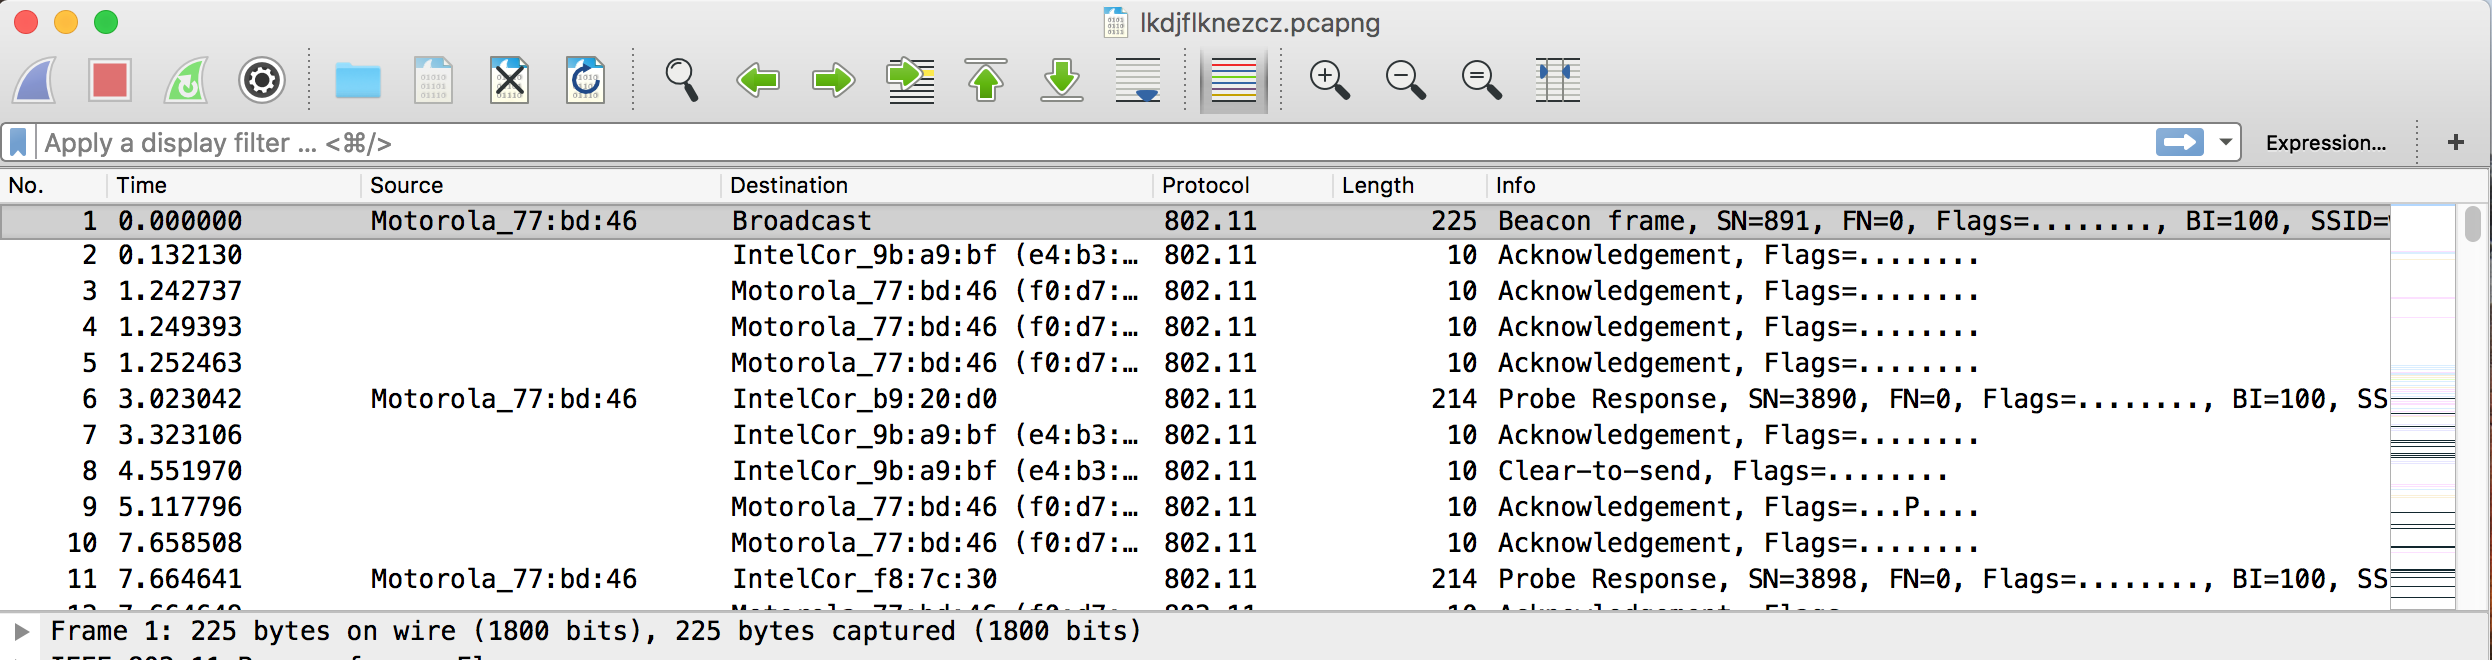 lkdjflknezcz.pcapng
Apply a display filter ... <⌘/>
Expression...
+
No. Time Source Destination Protocol Length Info
1 0.000000 Motorola_77:bd:46 Broadcast 802.11 225 Beacon frame, SN=891, FN=0, Flags=........, BI=100, SSID=
2 0.132130 IntelCor_9b:a9:bf (e4:b3:… 802.11 10 Acknowledgement, Flags=........
3 1.242737 Motorola_77:bd:46 (f0:d7:… 802.11 10 Acknowledgement, Flags=........
4 1.249393 Motorola_77:bd:46 (f0:d7:… 802.11 10 Acknowledgement, Flags=........
5 1.252463 Motorola_77:bd:46 (f0:d7:… 802.11 10 Acknowledgement, Flags=........
6 3.023042 Motorola_77:bd:46 IntelCor_b9:20:d0 802.11 214 Probe Response, SN=3890, FN=0, Flags=........, BI=100, SS
7 3.323106 IntelCor_9b:a9:bf (e4:b3:… 802.11 10 Acknowledgement, Flags=........
8 4.551970 IntelCor_9b:a9:bf (e4:b3:… 802.11 10 Clear-to-send, Flags=........
9 5.117796 Motorola_77:bd:46 (f0:d7:… 802.11 10 Acknowledgement, Flags=...P....
10 7.658508 Motorola_77:bd:46 (f0:d7:… 802.11 10 Acknowledgement, Flags=........
11 7.664641 Motorola_77:bd:46 IntelCor_f8:7c:30 802.11 214 Probe Response, SN=3898, FN=0, Flags=........, BI=100, SS
Frame 1: 225 bytes on wire (1800 bits), 225 bytes captured (1800 bits)